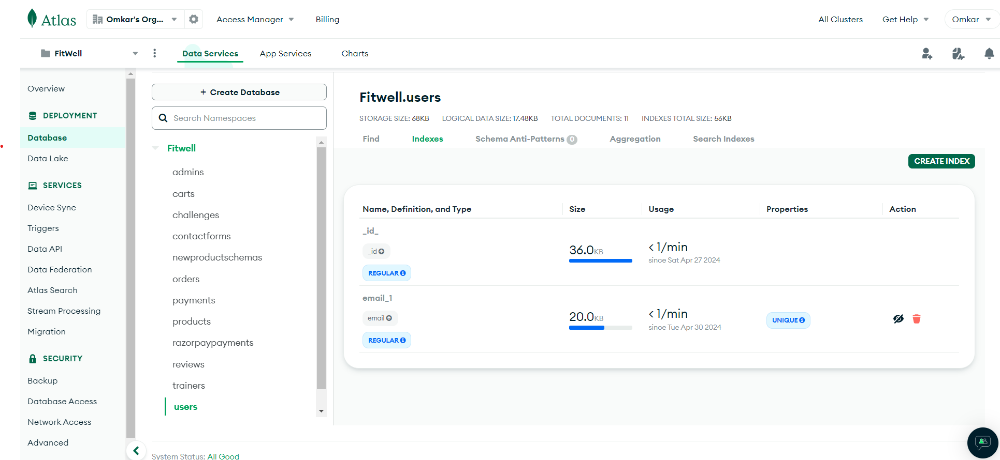 Atlas
Omkar's Org...
Access Manager
Billing
All Clusters
Get Help
Omkar
FitWell
Data Services
App Services
Charts
Overview
DEPLOYMENT
Database
Data Lake
SERVICES
Device Sync
Triggers
Data API
Data Federation
Atlas Search
Stream Processing
Migration
SECURITY
Backup
Database Access
Network Access
Advanced
+ Create Database
Search Namespaces
Fitwell
admins
carts
challenges
contactforms
newproductschemas
orders
payments
products
razorpaypayments
reviews
trainers
users
Fitwell.users
STORAGE SIZE: 68KB LOGICAL DATA SIZE: 17.48KB TOTAL DOCUMENTS: 11 INDEXES TOTAL SIZE: 56KB
Find Indexes Schema Anti-Patterns 0 Aggregation Search Indexes
CREATE INDEX
Name, Definition, and Type Size Usage Properties Action
_id_
_id
REGULAR
36.0KB
< 1/min
since Sat Apr 27 2024
email_1
email
REGULAR
20.0KB
< 1/min
since Tue Apr 30 2024
UNIQUE
System Status: All Good